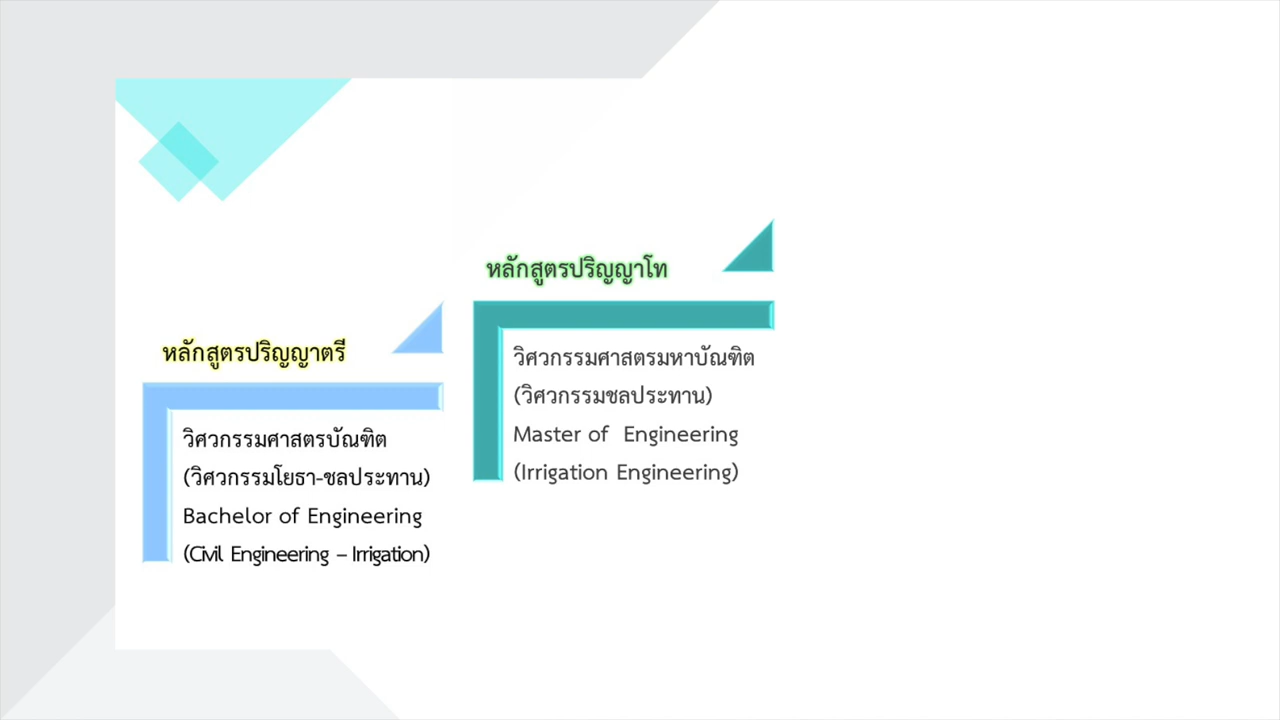 หลักสูตรปริญญาตรี
วิศวกรรมศาสตรบัณฑิต
(วิศวกรรมโยธา-ชลประทาน)
Bachelor of Engineering
(Civil Engineering – Irrigation)
หลักสูตรปริญญาโท
วิศวกรรมศาสตรมหาบัณฑิต
(วิศวกรรมชลประทาน)
Master of  Engineering
(Irrigation Engineering)